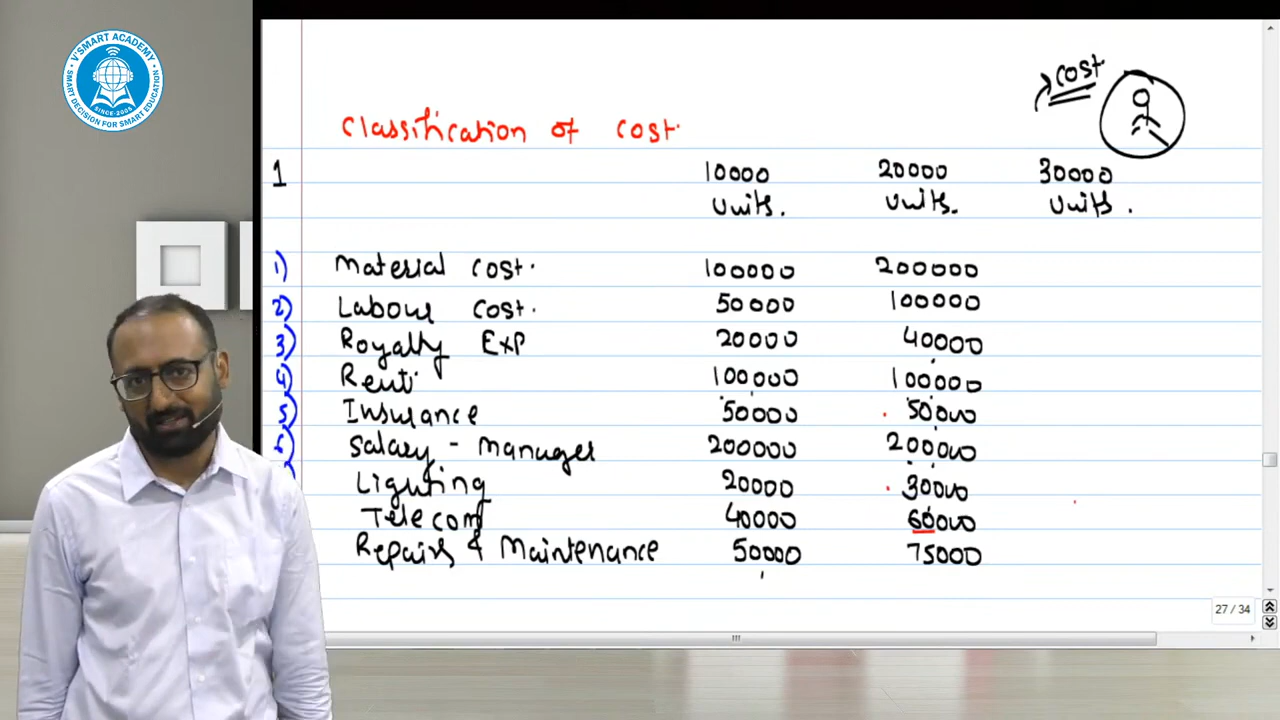 V'SMART ACADEMY
SMART DECISION FOR SMART EDUCATION
SINCE-2005
cost
Classification of cost.
1 10000 20000 30000
Units. Units. Units.
1) Material cost. 100000 200000
2) Labour cost. 50000 100000
3) Royalty Exp 20000 40000
4) Rent 100000 100000
5) Insurance 50000 50000
Salary - Manager 200000 200000
Lighting 20000 30000
Telecom 40000 60000
Repairs & Maintenance 50000 75000
27 / 34